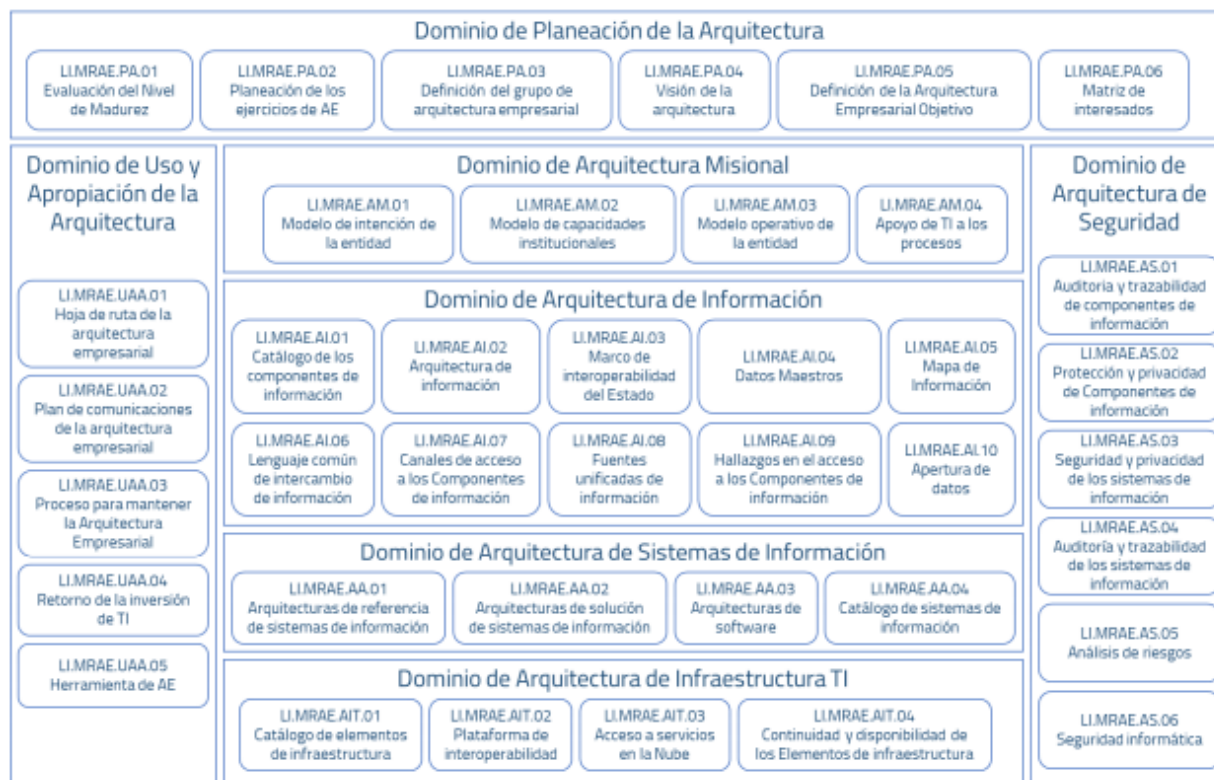 Dominio de Planeación de la Arquitectura
LI.MRAE.PA.01
Evaluación del Nivel
de Madurez
LI.MRAE.PA.02
Planeación de los
ejercicios de AE
LI.MRAE.PA.03
Definición del grupo de
arquitectura empresarial
LI.MRAE.PA.04
Visión de la
arquitectura
LI.MRAE.PA.05
Definición de la Arquitectura
Empresarial Objetivo
LI.MRAE.PA.06
Matriz de
interesados
Dominio de Uso y
Apropiación de la
Arquitectura
LI.MRAE.UAA.01
Hoja de ruta de la
arquitectura
empresarial
LI.MRAE.UAA.02
Plan de comunicaciones
de la arquitectura
empresarial
LI.MRAE.UAA.03
Proceso para mantener
la Arquitectura
Empresarial
LI.MRAE.UAA.04
Retorno de la inversión
de TI
LI.MRAE.UAA.05
Herramienta de AE
Dominio de Arquitectura Misional
LI.MRAE.AM.01
Modelo de intención de
la entidad
LI.MRAE.AM.02
Modelo de capacidades
institucionales
LI.MRAE.AM.03
Modelo operativo de
la entidad
LI.MRAE.AM.04
Apoyo de TI a los
procesos
Dominio de Arquitectura de Información
LI.MRAE.AI.01
Catálogo de los
componentes de
información
LI.MRAE.AI.02
Arquitectura de
información
LI.MRAE.AI.03
Marco de
interoperabilidad
del Estado
LI.MRAE.AI.04
Datos Maestros
LI.MRAE.AI.05
Mapa de
Información
LI.MRAE.AI.06
Lenguaje común
de intercambio
de información
LI.MRAE.AI.07
Canales de acceso
a los Componentes
de información
LI.MRAE.AI.08
Fuentes
unificadas de
información
LI.MRAE.AI.09
Hallazgos en el acceso
a los Componentes de
información
LI.MRAE.AI.10
Apertura de
datos
Dominio de Arquitectura de Sistemas de Información
LI.MRAE.AA.01
Arquitecturas de referencia
de sistemas de información
LI.MRAE.AA.02
Arquitecturas de solución
de sistemas de información
LI.MRAE.AA.03
Arquitecturas de
software
LI.MRAE.AA.04
Catálogo de sistemas de
información
Dominio de Arquitectura de Infraestructura TI
LI.MRAE.AIT.01
Catálogo de elementos
de infraestructura
LI.MRAE.AIT.02
Plataforma de
interoperabilidad
LI.MRAE.AIT.03
Acceso a servicios
en la Nube
LI.MRAE.AIT.04
Continuidad y disponibilidad de
los Elementos de infraestructura
Dominio de
Arquitectura de
Seguridad
LI.MRAE.AS.01
Auditoria y trazabilidad
de componentes de
información
LI.MRAE.AS.02
Protección y privacidad
de Componentes de
información
LI.MRAE.AS.03
Seguridad y privacidad
de los sistemas de
información
LI.MRAE.AS.04
Auditoría y trazabilidad
de los sistemas de
información
LI.MRAE.AS.05
Análisis de riesgos
LI.MRAE.AS.06
Seguridad informática